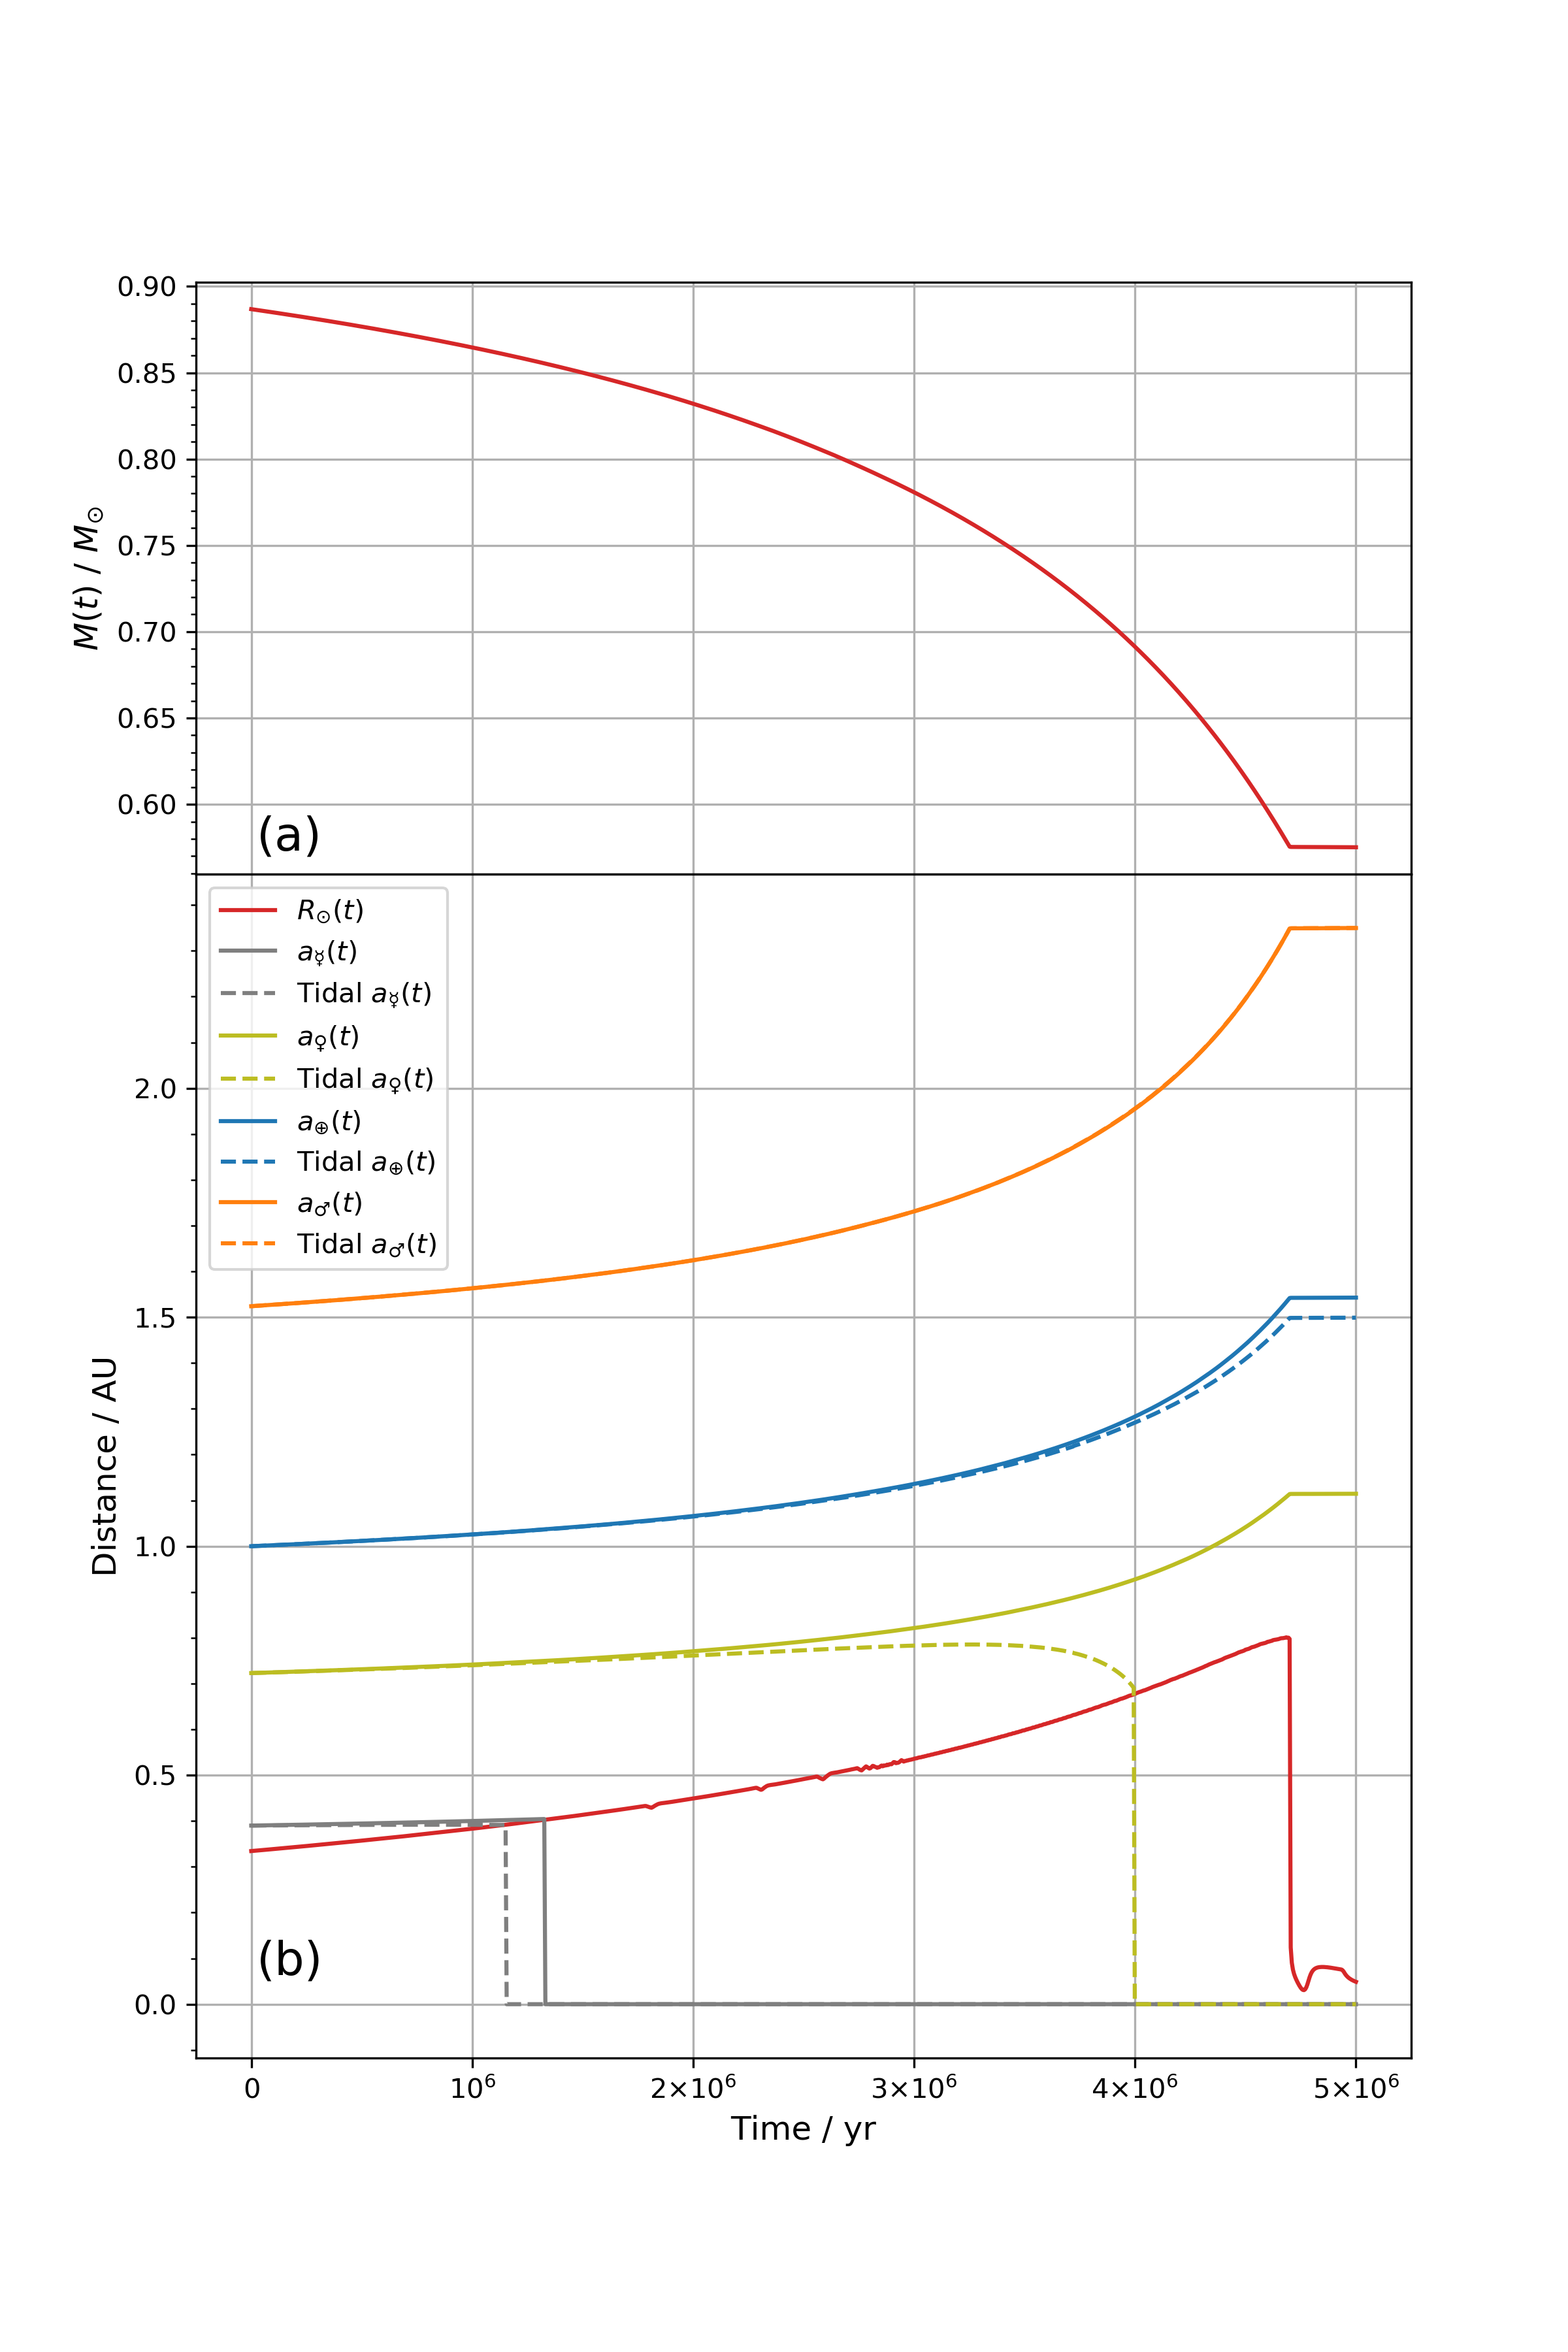 0.90
0.85
0.80
0.75
0.70
0.65
0.60
M(t) / M☉
(a)
R☉(t)
a☿(t)
Tidal a☿(t)
a♀(t)
Tidal a♀(t)
a⊕(t)
Tidal a⊕(t)
a♂(t)
Tidal a♂(t)
2.0
1.5
1.0
0.5
0.0
Distance / AU
(b)
0 10⁶ 2×10⁶ 3×10⁶ 4×10⁶ 5×10⁶
Time / yr